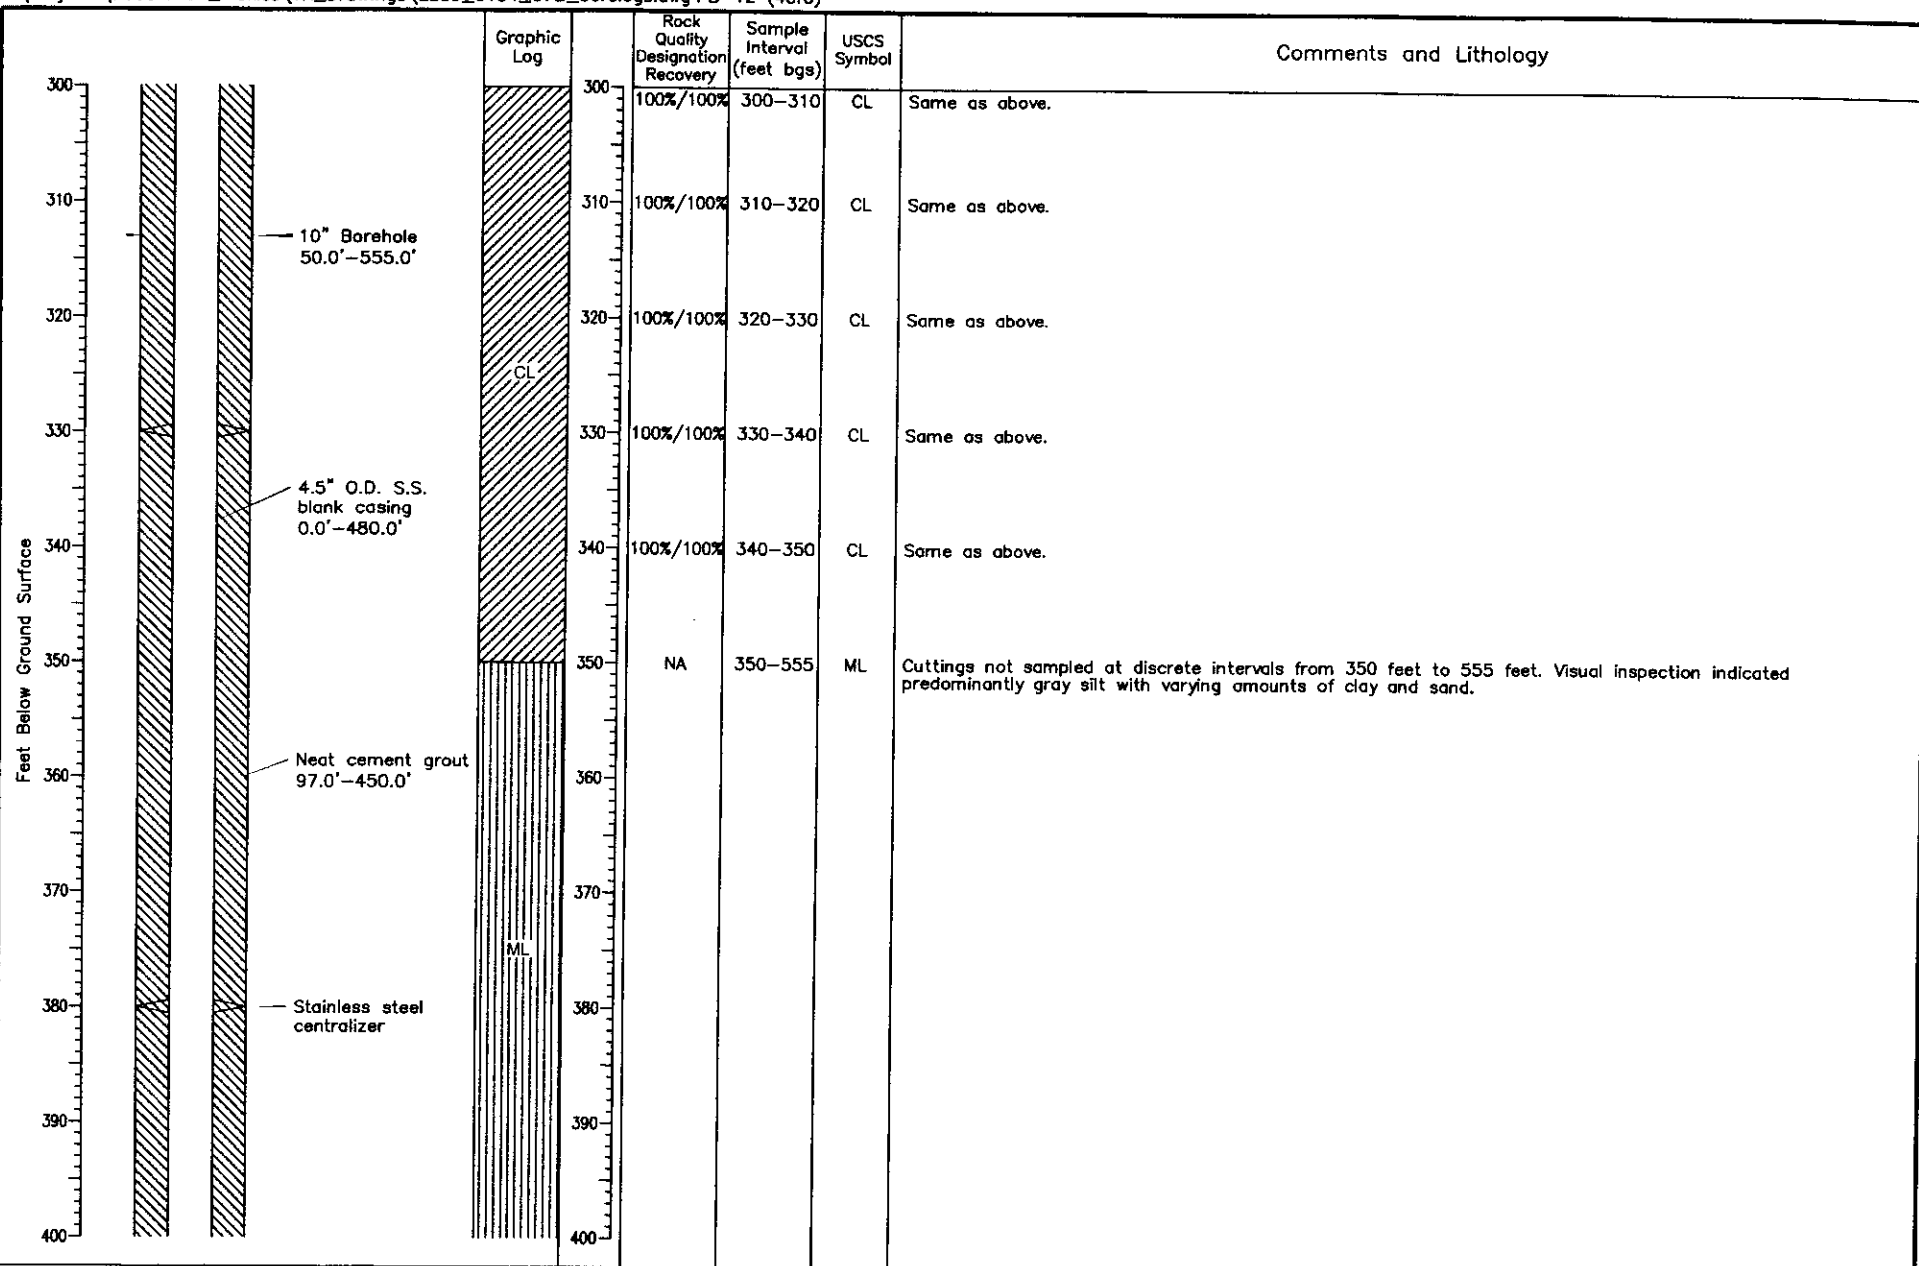 Graphic
Log
Rock
Quality
Designation
Recovery
Sample
Interval
(feet bgs)
USCS
Symbol
Comments and Lithology
300
300
100%/100% 300-310 CL Same as above.
310
310
100%/100% 310-320 CL Same as above.
10" Borehole
50.0'-555.0'
320
320
100%/100% 320-330 CL Same as above.
CL
330
330
100%/100% 330-340 CL Same as above.
4.5" O.D. S.S.
blank casing
0.0'-480.0'
Feet Below Ground Surface
340
340
100%/100% 340-350 CL Same as above.
350
350
NA 350-555 ML Cuttings not sampled at discrete intervals from 350 feet to 555 feet. Visual inspection indicated
predominantly gray silt with varying amounts of clay and sand.
Neat cement grout
97.0'-450.0'
360
360
370
370
ML
380
380
Stainless steel
centralizer
390
390
400
400